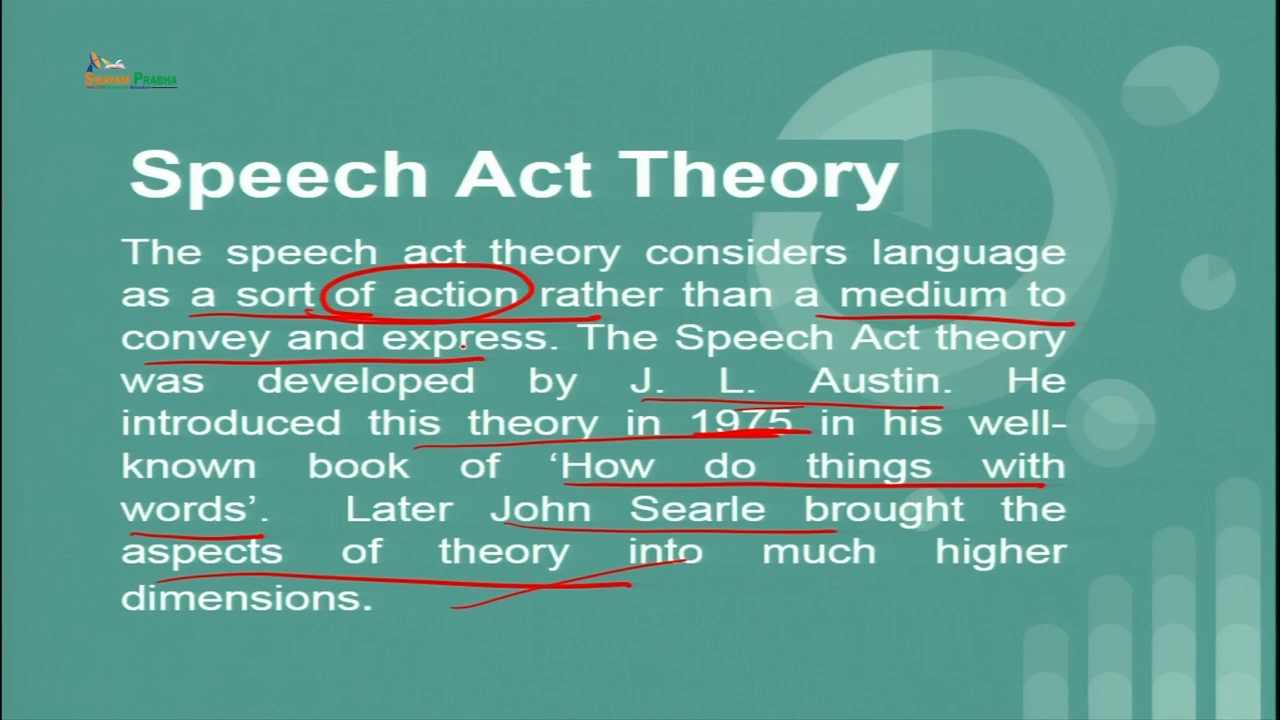 SWAYAM PRABHA
Speech Act Theory
The speech act theory considers language
as a sort of action rather than a medium to
convey and express. The Speech Act theory
was developed by J. L. Austin. He
introduced this theory in 1975 in his well-
known book of ‘How do things with
words’. Later John Searle brought the
aspects of theory into much higher
dimensions.